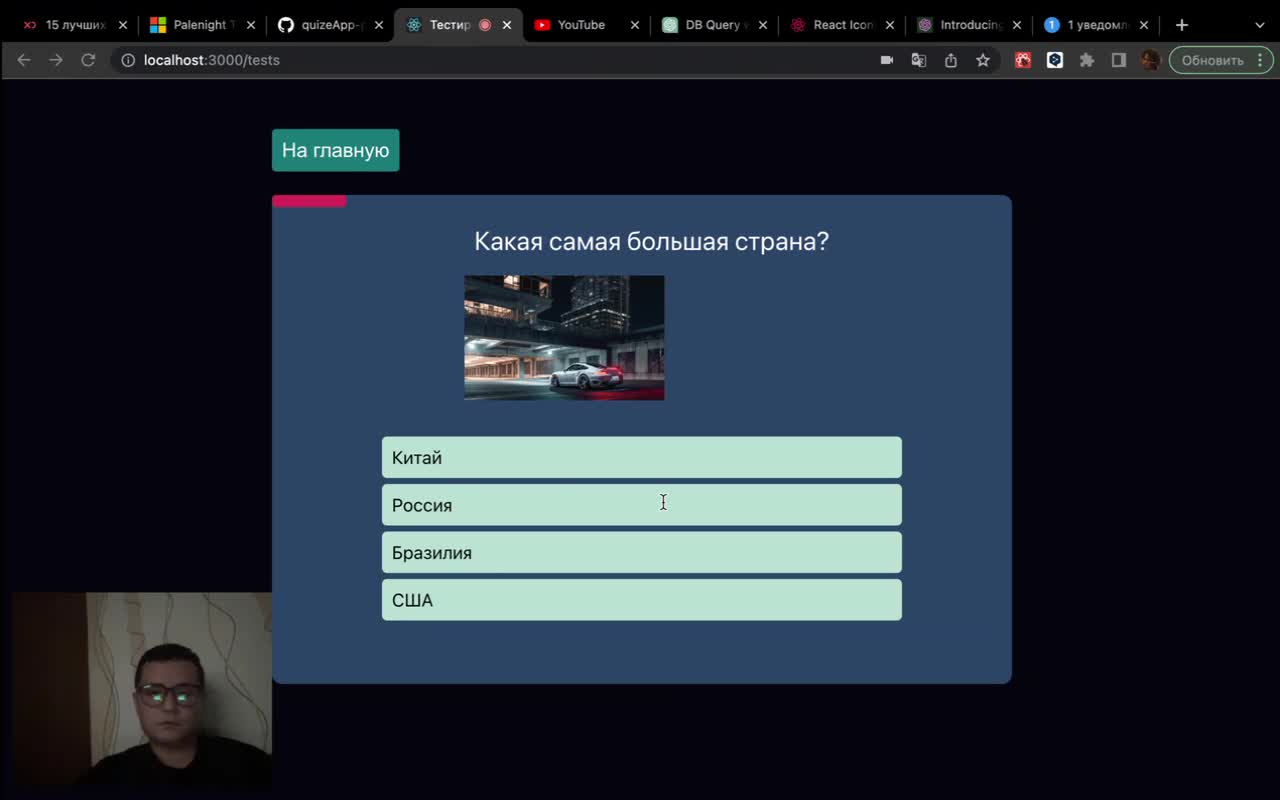 15 лучших
Palenight T
quizeApp-
Тестир
YouTube
DB Query
React Icon
Introducing
1 уведомл
localhost:3000/tests
Обновить
На главную
Какая самая большая страна?
Китай
Россия
Бразилия
США